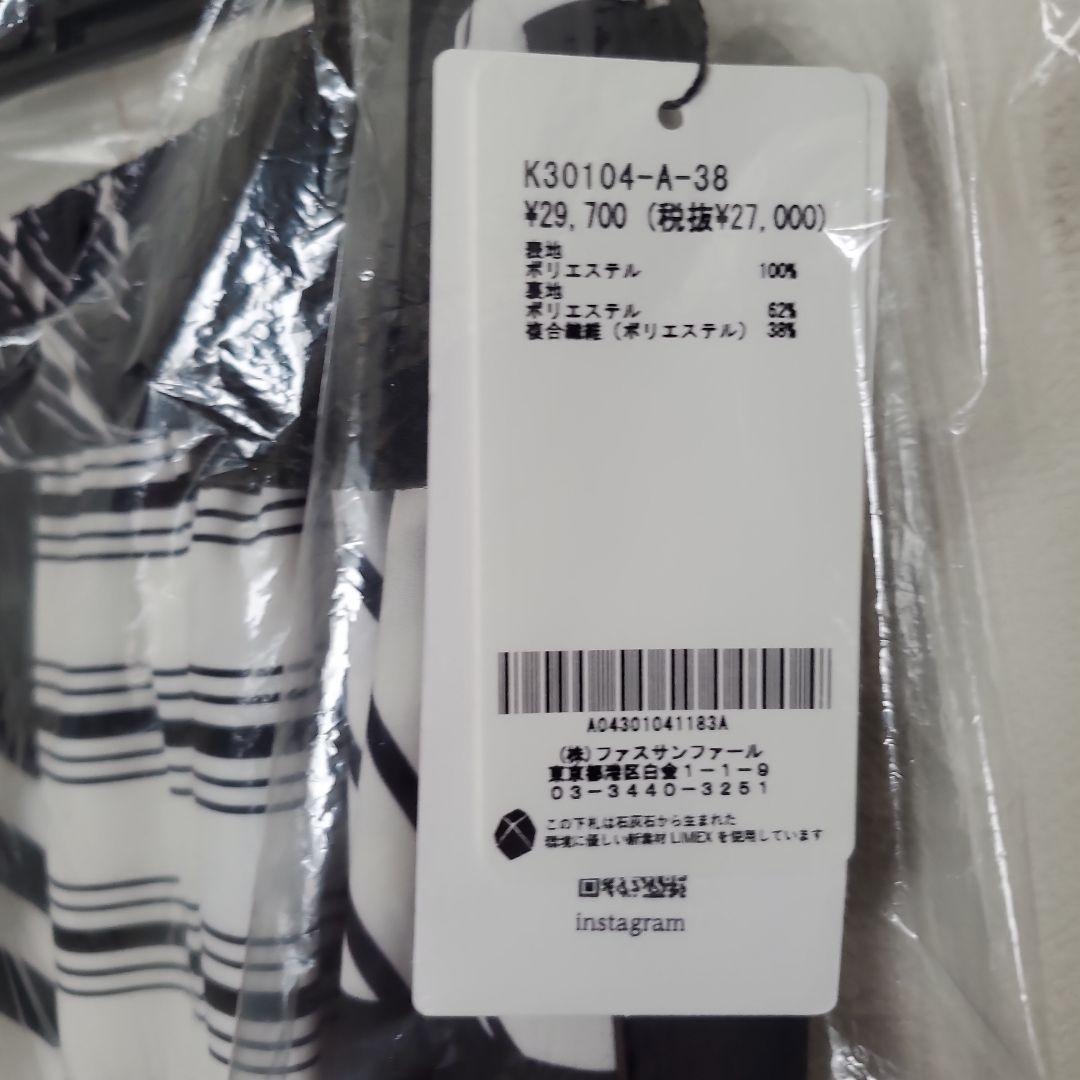 K30104-A-38
¥29,700 (税抜¥27,000)
表地
ポリエステル 100%
裏地
ポリエステル 62%
複合繊維 (ポリエステル) 38%
A04301041183A
(株)ファスサンファール
東京都港区白金1-1-9
03-3440-3251
この下札は石灰石から生まれた
環境に優しい新素材 LIMEX を使用しています
instagram